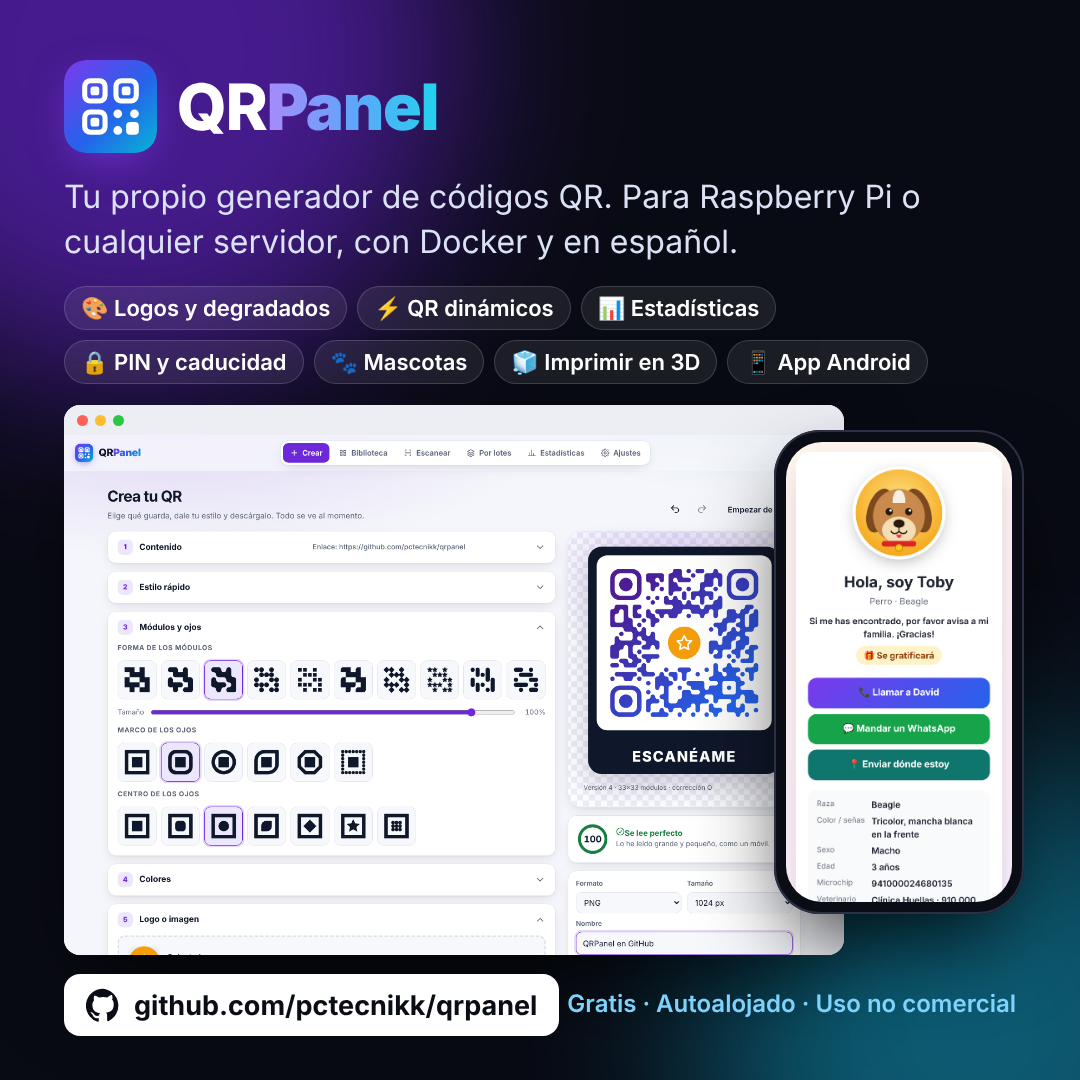 QRPanel
Tu propio generador de códigos QR. Para Raspberry Pi o
cualquier servidor, con Docker y en español.
🎨 Logos y degradados
⚡ QR dinámicos
📊 Estadísticas
🔒 PIN y caducidad
🐾 Mascotas
🧊 Imprimir en 3D
📱 App Android
QRPanel
+ Crear
Biblioteca
Escanear
Por lotes
Estadísticas
Ajustes
Crea tu QR
Elige qué guarda, dale tu estilo y descárgalo. Todo se ve al momento.
Empezar de
1 Contenido
Enlace: https://github.com/pctecnikk/qrpanel
2 Estilo rápido
3 Módulos y ojos
FORMA DE LOS MÓDULOS
Tamaño
100%
MARCO DE LOS OJOS
CENTRO DE LOS OJOS
4 Colores
5 Logo o imagen
ESCANÉAME
Versión 4 · 33×33 módulos · corrección Q
100
Se lee perfecto
Lo he leído grande y pequeño, como un móvil.
Formato
Tamaño
PNG
1024 px
Nombre
QRPanel en GitHub
Hola, soy Toby
Perro · Beagle
Si me has encontrado, por favor avisa a mi
familia. ¡Gracias!
🎁 Se gratificará
📞 Llamar a David
💬 Mandar un WhatsApp
📍 Enviar dónde estoy
Raza Beagle
Color / señas Tricolor, mancha blanca
en la frente
Sexo Macho
Edad 3 años
Microchip 941000024680135
Veterinario Clínica Huellas · 910 000
github.com/pctecnikk/qrpanel
Gratis · Autoalojado · Uso no comercial